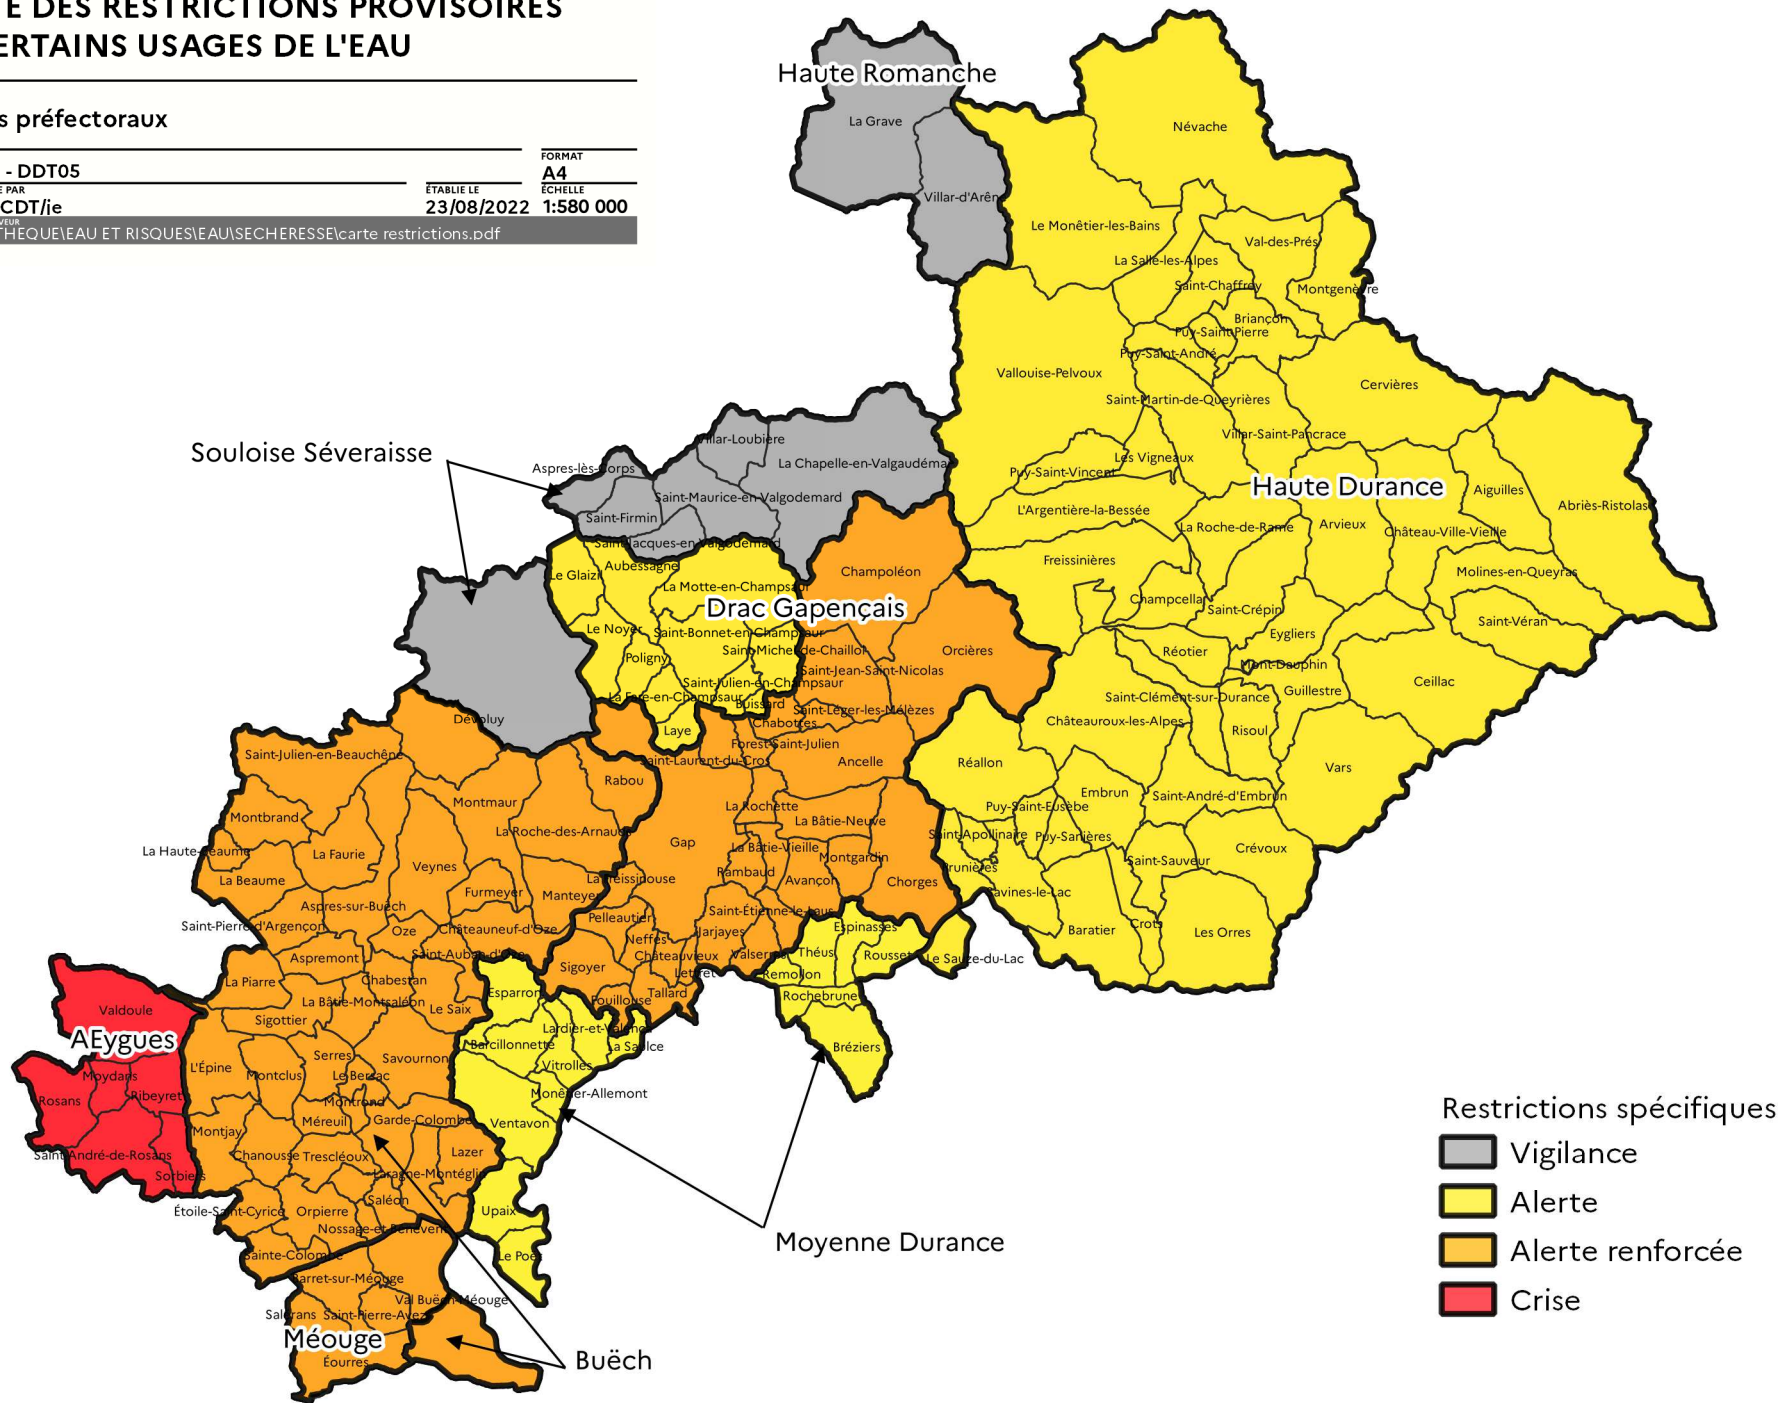 E DES RESTRICTIONS PROVISOIRES
ERTAINS USAGES DE L'EAU
s préfectoraux
- DDT05
FORMAT
A4
E PAR
CDT/je
ÉTABLIE LE
23/08/2022
ÉCHELLE
1:580 000
VEUR
THEQUE\EAU ET RISQUES\EAU\SECHERESSE\carte restrictions.pdf
Haute Romanche
La Grave
Villar-d'Arên
Névache
Le Monêtier-les-Bains
Val-des-Prés
La Salle-les-Alpes
Saint-Chaffrey
Montgenèvre
Briançon
Puy-Saint-Pierre
Puy-Saint-André
Vallouise-Pelvoux
Cervières
Saint-Martin-de-Queyrières
Villar-Saint-Pancrace
Souloise Séveraisse
Villar-Loubière
Aspres-lès-Corps
La Chapelle-en-Valgaudéma
Les Vigneaux
Puy-Saint-Vincent
Haute Durance
Aiguilles
Abriès-Ristolas
Saint-Maurice-en-Valgodemard
Saint-Firmin
L'Argentière-la-Bessée
La Roche-de-Rame
Arvieux
Château-Ville-Vieille
Saint-Jacques-en-Valgodemard
Le Glaizil
Aubessagne
Champoléon
Freissinières
Molines-en-Queyras
La Motte-en-Champsaur
Drac Gapençais
Champcella
Saint-Crépin
Saint-Véran
Le Noyer
Saint-Bonnet-en-Champsaur
Eygliers
Poligny
Saint-Michel-de-Chaillol
Orcières
Réotier
Mont-Dauphin
Saint-Jean-Saint-Nicolas
Saint-Julien-en-Champsaur
Ceillac
La Fare-en-Champsaur
Buissard
Saint-Léger-les-Mélèzes
Saint-Clément-sur-Durance
Guillestre
Dévoluy
Chabottes
Châteauroux-les-Alpes
Laye
Risoul
Forest-Saint-Julien
Saint-Julien-en-Beauchêne
Saint-Laurent-du-Cros
Ancelle
Réallon
Vars
Rabou
Embrun
Saint-André-d'Embrun
Montmaur
La Rochette
Puy-Saint-Eusèbe
Montbrand
La Bâtie-Neuve
La Roche-des-Arnauds
Saint-Apollinaire
Puy-Sanières
Gap
La Bâtie-Vieille
Crévoux
La Haute-Beaume
La Faurie
Montgardin
Saint-Sauveur
Veynes
Prunières
La Beaume
La Freissinouse
Rambaud
Avançon
Chorges
Furmeyer
Manteyer
Savines-le-Lac
Aspres-sur-Buëch
Saint-Étienne-le-Laus
Pelleautier
Saint-Pierre-d'Argençon
Oze
Châteauneuf-d'Oze
Espinasses
Crots
Baratier
Les Orres
Jarjayes
Neffes
Aspremont
Saint-Auban-d'Oze
Châteauvieux
Valserres
Théus
Rousset
Le Sauze-du-Lac
Sigoyer
Lettret
Remollon
La Piarre
Chabestan
Esparron
Tallard
Rochebrune
La Bâtie-Montsaléon
Fouillouse
Valdoule
Le Saix
Sigottier
Lardier-et-Valença
AEygues
Barcillonnette
La Saulce
Bréziers
Serres
Savournon
L'Épine
Vitrolles
Moydans
Montclus
Le Bersac
Ribeyret
Monêtier-Allemont
Rosans
Montrond
Méreuil
Garde-Colombe
Ventavon
Restrictions spécifiques
Montjay
Saint-André-de-Rosans
Chanousse
Trescléoux
Lazer
Vigilance
Laragne-Montéglin
Sorbiers
Saléon
Alerte
Étoile-Saint-Cyrice
Orpierre
Upaix
Nossage-et-Bénévent
Moyenne Durance
Alerte renforcée
Sainte-Colombe
Le Poët
Barret-sur-Méouge
Val Buëch-Méouge
Crise
Salérans
Saint-Pierre-Avez
Méouge
Éourres
Buëch